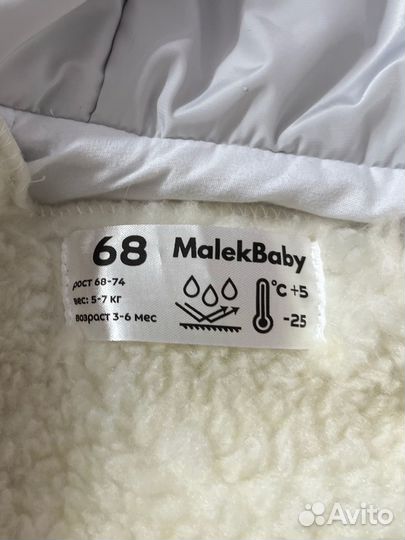 68 MalekBaby
рост 68-74
вес: 5-7 кг
возраст 3-6 мес
°C +5
-25
Avito